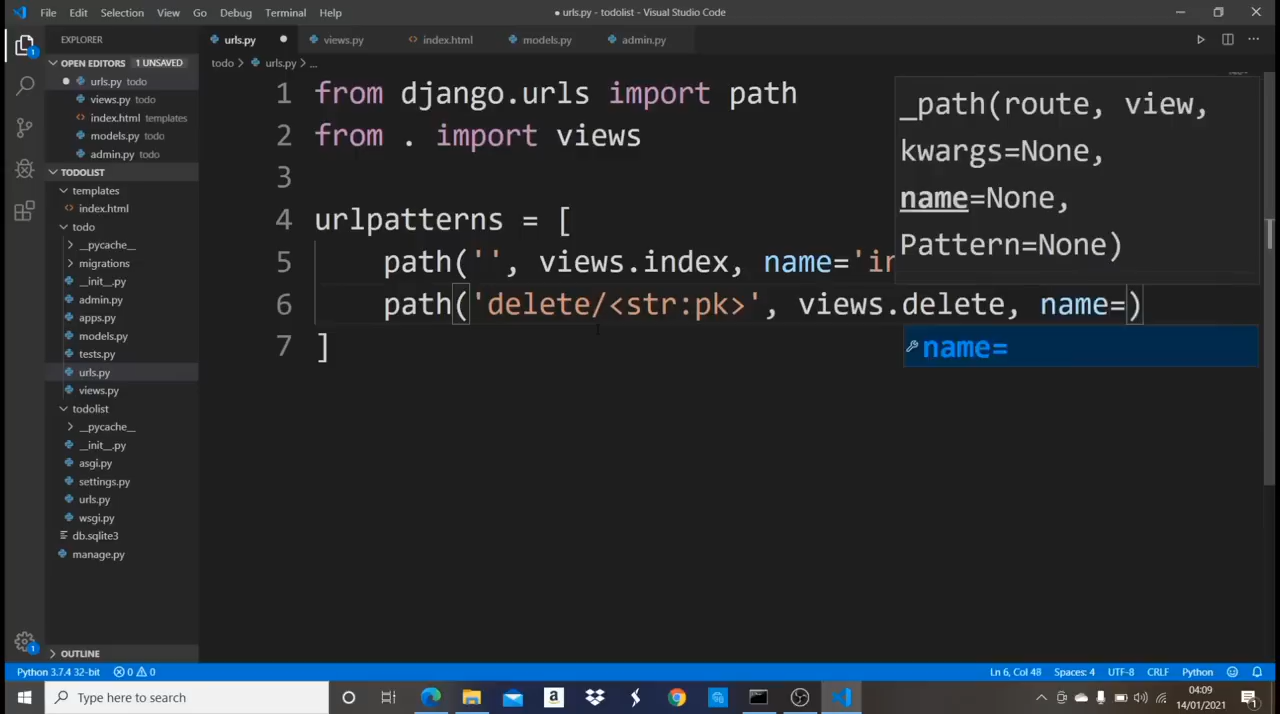 File Edit Selection View Go Debug Terminal Help
● urls.py - todolist - Visual Studio Code
EXPLORER
OPEN EDITORS 1 UNSAVED
urls.py todo
views.py todo
index.html templates
models.py todo
admin.py todo
TODOLIST
templates
index.html
todo
__pycache__
migrations
__init__.py
admin.py
apps.py
models.py
tests.py
urls.py
views.py
todolist
__pycache__
__init__.py
asgi.py
settings.py
urls.py
wsgi.py
db.sqlite3
manage.py
OUTLINE
urls.py views.py index.html models.py admin.py
todo > urls.py > ...
1 from django.urls import path
2 from . import views
3
4 urlpatterns = [
5 path('', views.index, name='in
6 path('delete/<str:pk>', views.delete, name=)
7 ]
_path(route, view,
kwargs=None,
name=None,
Pattern=None)
name=
1
1
Python 3.7.4 32-bit 0 0 Ln 6, Col 48 Spaces: 4 UTF-8 CRLF Python
Type here to search
a
04:09
14/01/2021
1